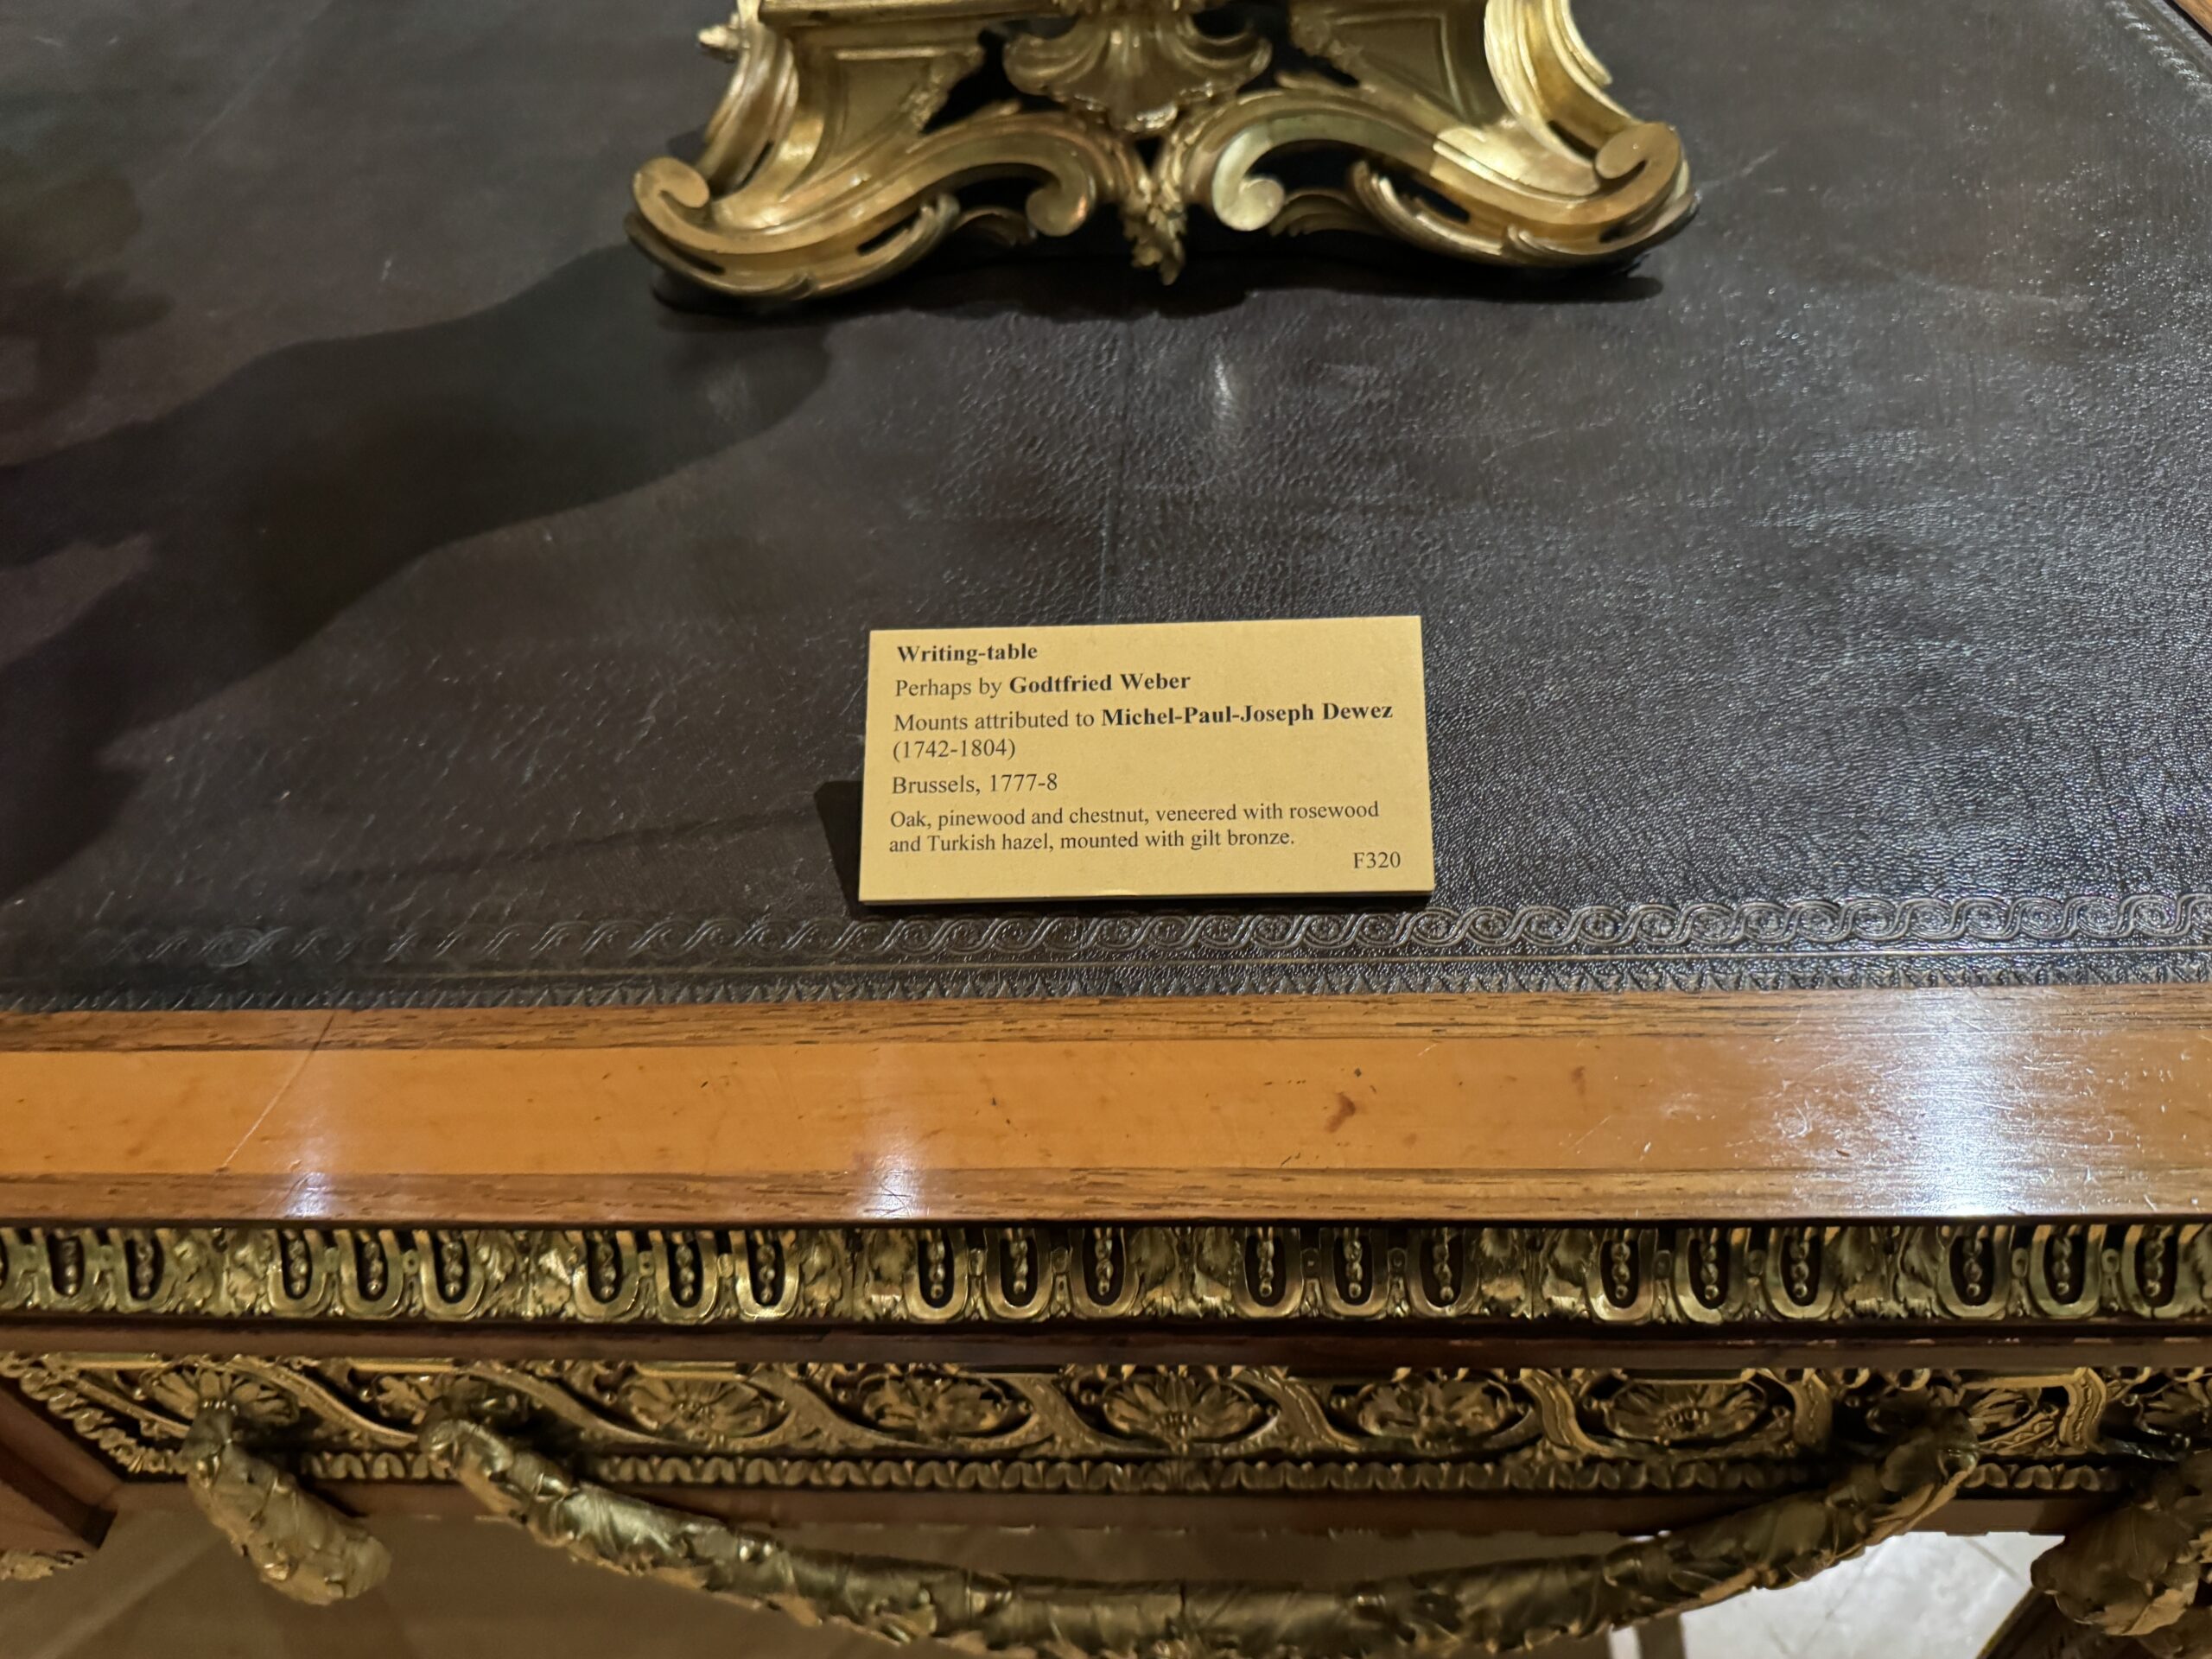 Writing-table
Perhaps by Godtfried Weber
Mounts attributed to Michel-Paul-Joseph Dewez
(1742-1804)
Brussels, 1777-8
Oak, pinewood and chestnut, veneered with rosewood
and Turkish hazel, mounted with gilt bronze.
F320